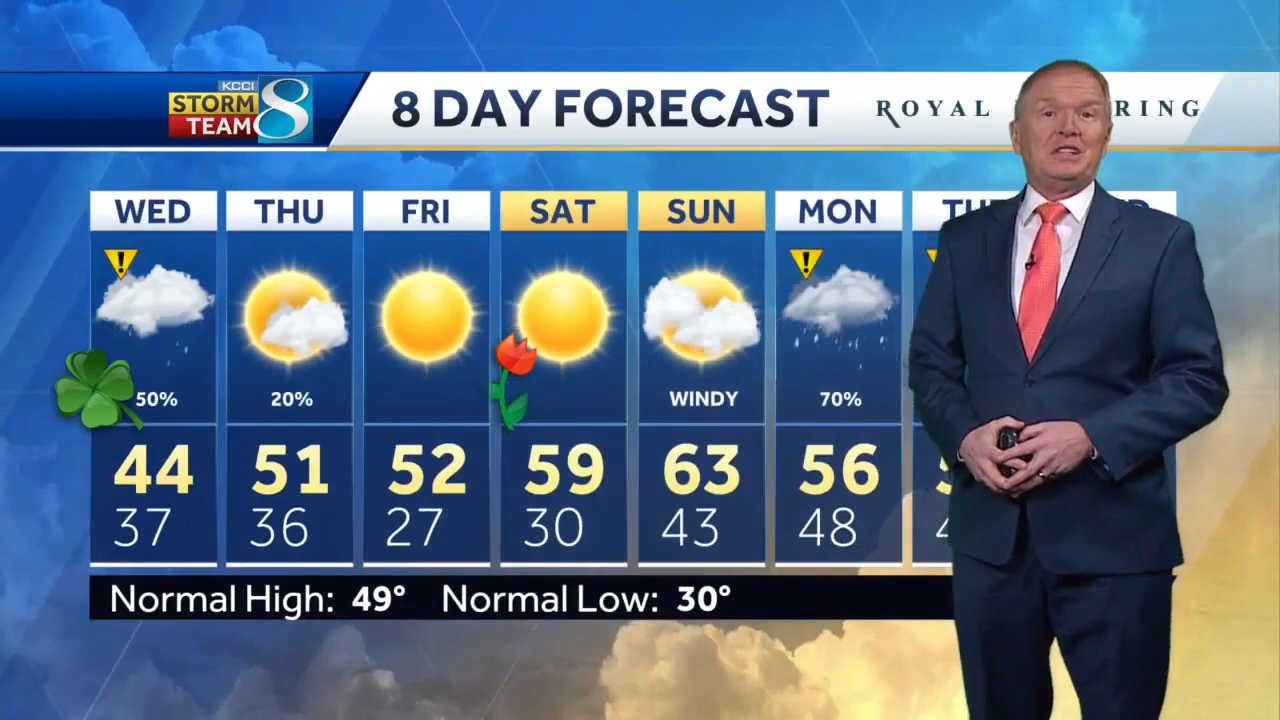 KCCI
STORM
TEAM 8
8 DAY FORECAST
ROYAL
WED THU FRI SAT SUN MON
50% 20% WINDY 70%
44 51 52 59 63 56
37 36 27 30 43 48
Normal High: 49° Normal Low: 30°